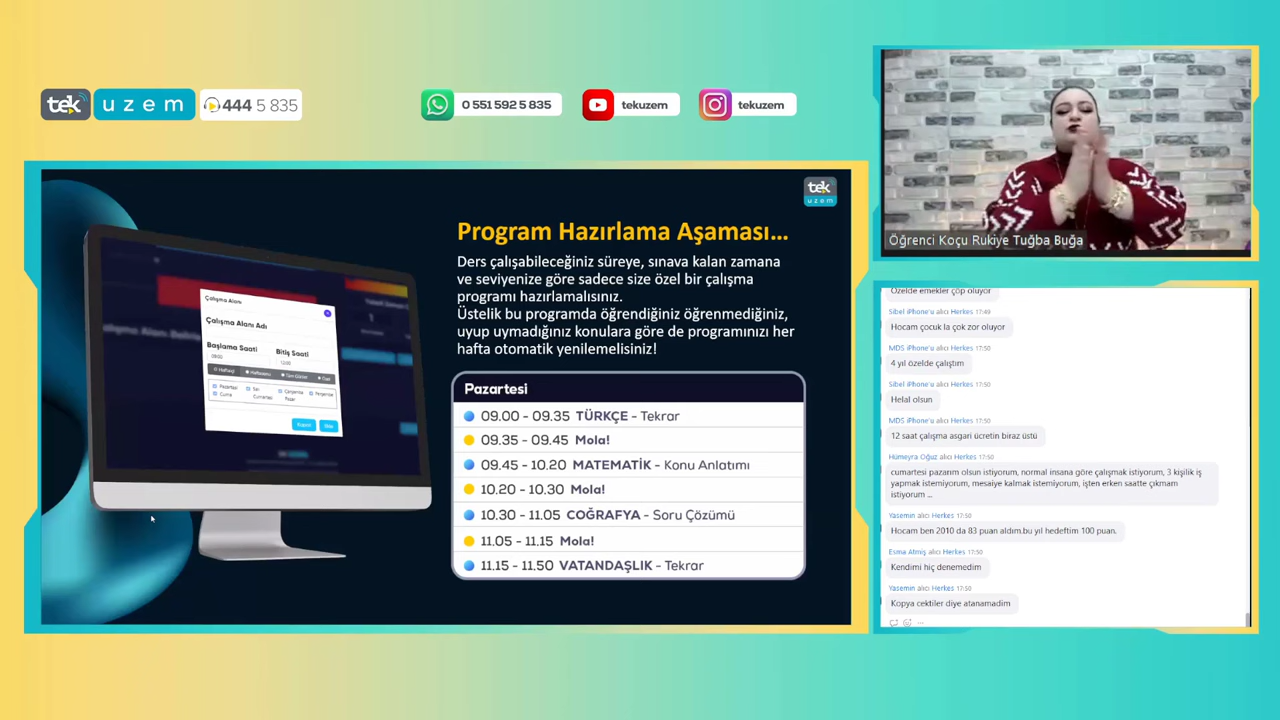 tek uzem 444 5 835
0 551 592 5 835
tekuzem
tekuzem
tek
uzem
Program Hazırlama Aşaması...
Ders çalışabileceğiniz süreye, sınava kalan zamana
ve seviyenize göre sadece size özel bir çalışma
programı hazırlamalısınız.
Üstelik bu programda öğrendiğiniz öğrenmediğiniz,
uyup uymadığınız konulara göre de programınızı her
hafta otomatik yenilemelisiniz!
Çalışma Alanı
Çalışma Alanı Adı
Başlama Saati Bitiş Saati
Pazartesi
09.00 - 09.35 TÜRKÇE - Tekrar
09.35 - 09.45 Mola!
09.45 - 10.20 MATEMATİK - Konu Anlatımı
10.20 - 10.30 Mola!
10.30 - 11.05 COĞRAFYA - Soru Çözümü
11.05 - 11.15 Mola!
11.15 - 11.50 VATANDAŞLIK - Tekrar
Öğrenci Koçu Rukiye Tuğba Buğa
Özelde emekler çöp oluyor
Sibel iPhone'u alıcı Herkes 17:49
Hocam çocuk la çok zor oluyor
MDS iPhone'u alıcı Herkes 17:50
4 yıl özelde çalıştım
Sibel iPhone'u alıcı Herkes 17:50
Helal olsun
MDS iPhone'u alıcı Herkes 17:50
12 saat çalışma asgari ücretin biraz üstü
Hümeyra Oğuz alıcı Herkes 17:50
cumartesi pazarım olsun istiyorum, normal insana göre çalışmak istiyorum, 3 kişilik iş
yapmak istemiyorum, mesaiye kalmak istemiyorum, işten erken saatte çıkmam
istiyorum ...
Yasemin alıcı Herkes 17:50
Hocam ben 2010 da 83 puan aldım.bu yıl hedeftim 100 puan.
Esma Atmiş alıcı Herkes 17:50
Kendimi hiç denemedim
Yasemin alıcı Herkes 17:50
Kopya cektiler diye atanamadim